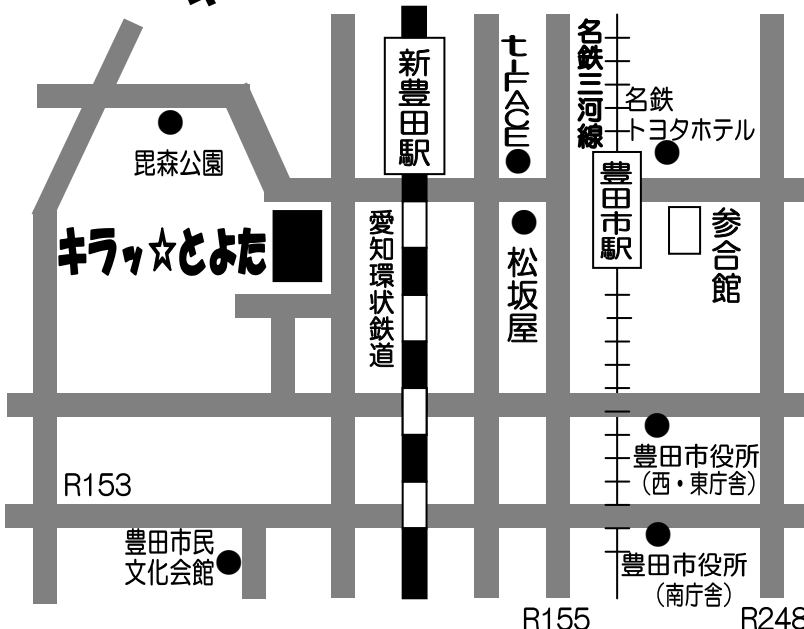 新豊田駅
t-FACE
名鉄三河線
名鉄
トヨタホテル
毘森公園
豊田市駅
キラッ☆とよた
愛知環状鉄道
松坂屋
参合館
豊田市役所
(西・東庁舎)
R153
豊田市民
文化会館
豊田市役所
(南庁舎)
R155
R248